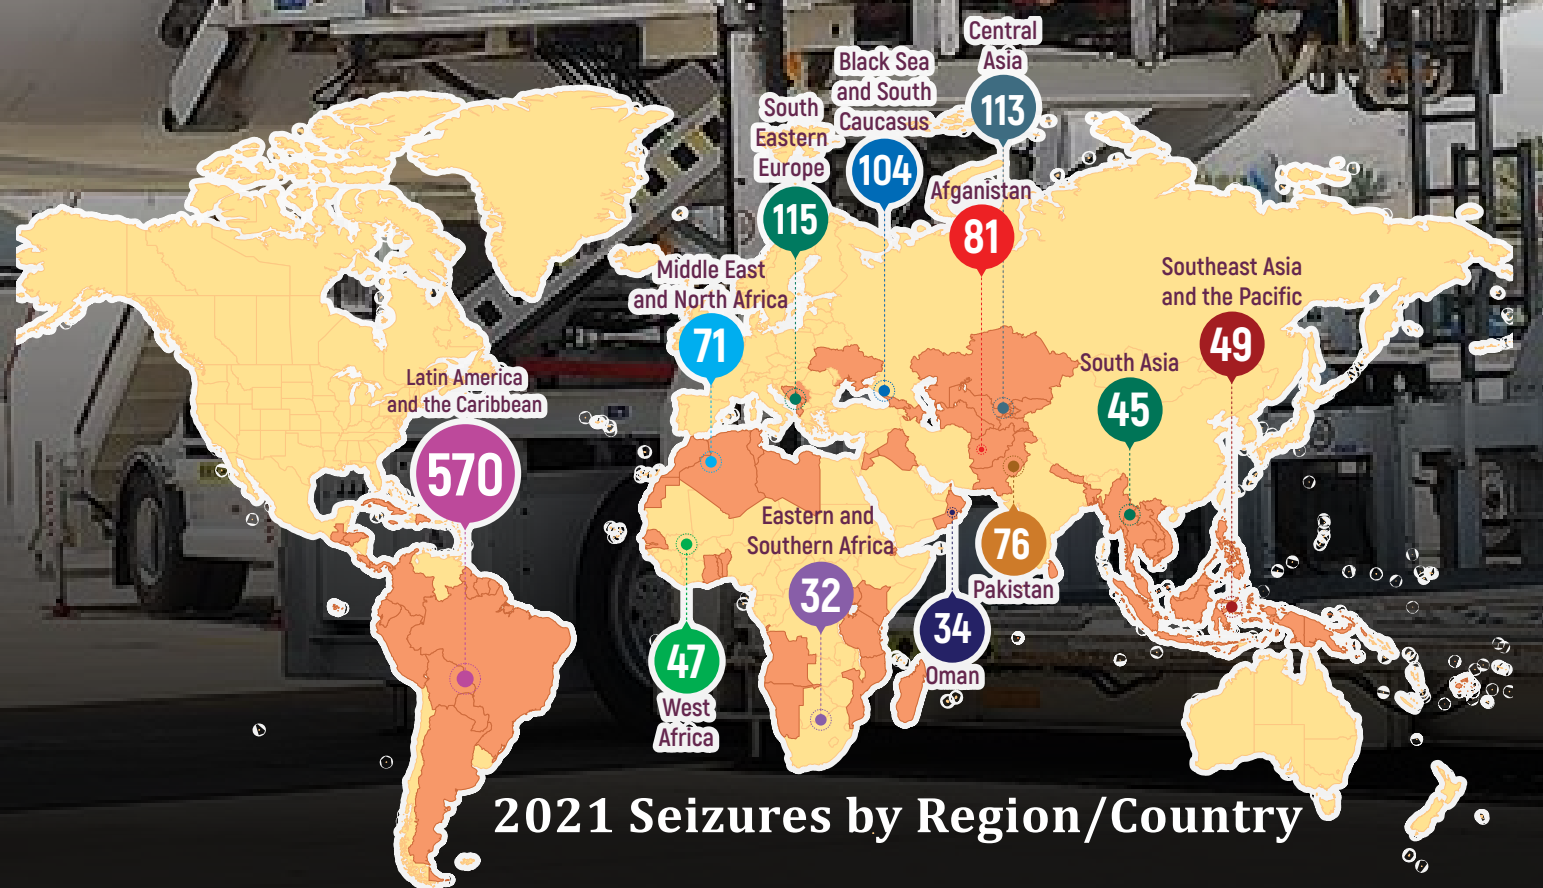 Central
Asia
113
Black Sea
and South
Caucasus
104
South
Eastern
Europe
115
Afganistan
81
Middle East
and North Africa
71
Southeast Asia
and the Pacific
49
South Asia
45
Latin America
and the Caribbean
570
Eastern and
Southern Africa
32
76
Pakistan
34
Oman
47
West
Africa
2021 Seizures by Region/Country